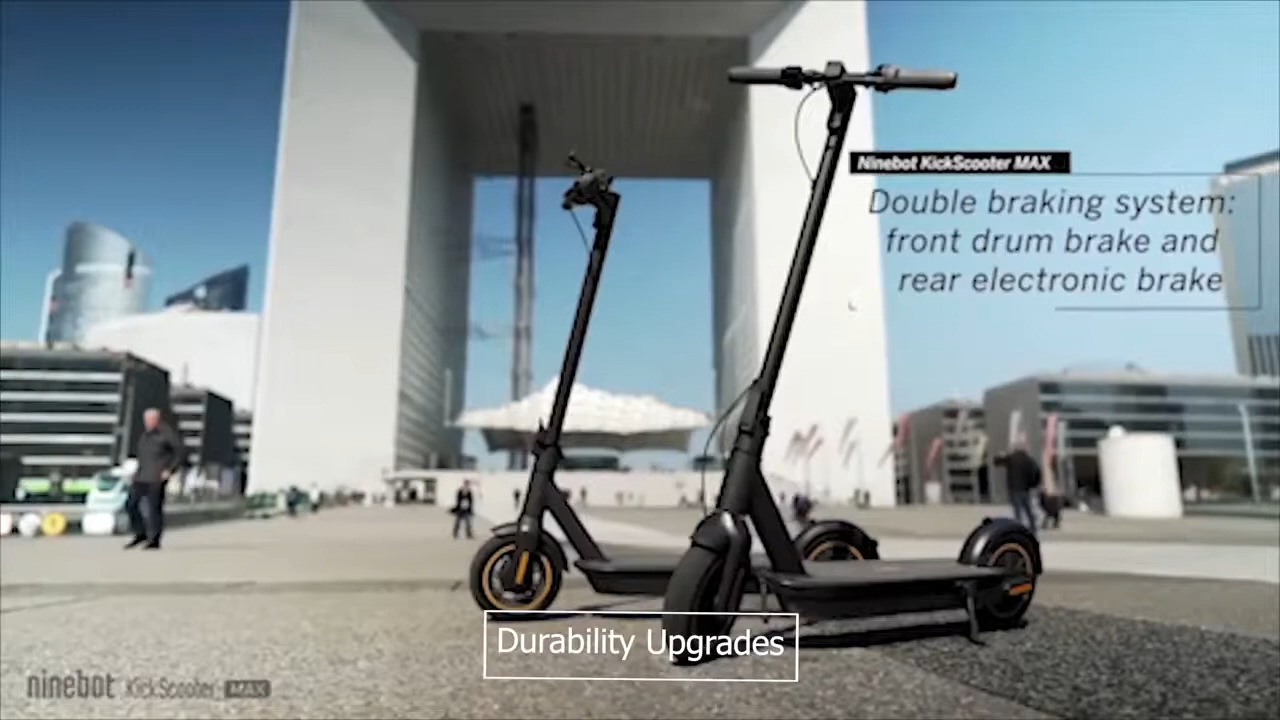 Ninebot KickScooter MAX
Double braking system:
front drum brake and
rear electronic brake
Durability Upgrades
ninebot KickScooter MAX